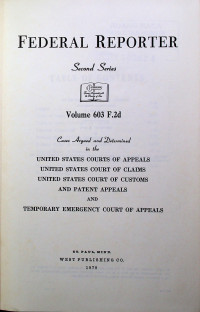 FEDERAL REPORTER
Second Series
Volume 603 F.2d
Cases Argued and Determined
in the
UNITED STATES COURTS OF APPEALS
UNITED STATES COURT OF CLAIMS
UNITED STATES COURT OF CUSTOMS
AND PATENT APPEALS
AND
TEMPORARY EMERGENCY COURT OF APPEALS
ST. PAUL, MINN.
WEST PUBLISHING CO.
1979